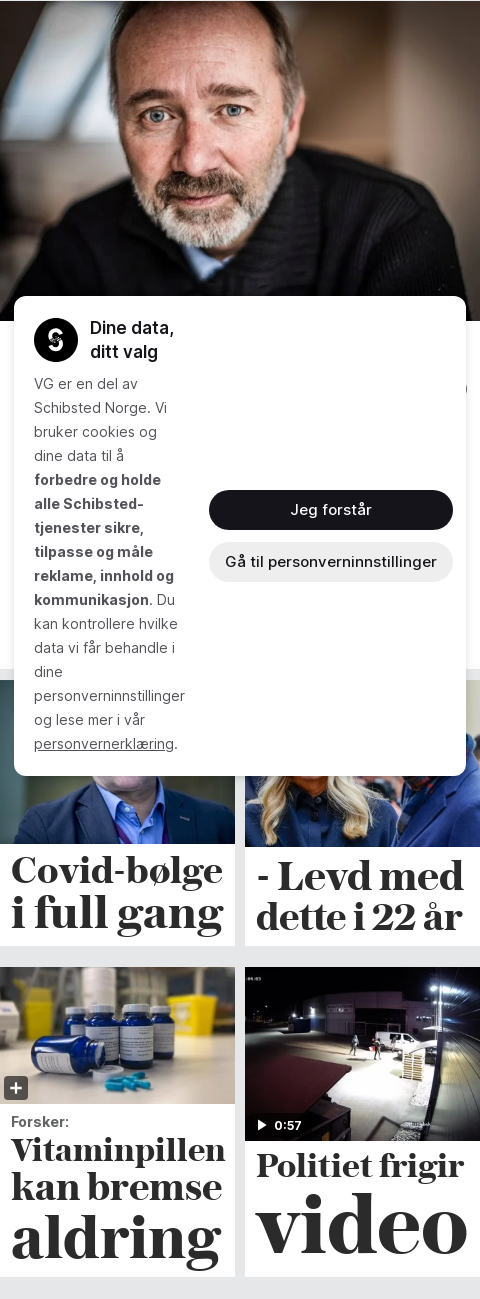 Dine data,
ditt valg
VG er en del av
Schibsted Norge. Vi
bruker cookies og
dine data til å
forbedre og holde
alle Schibsted-
tjenester sikre,
tilpasse og måle
reklame, innhold og
kommunikasjon. Du
kan kontrollere hvilke
data vi får behandle i
dine
personverninnstillinger
og lese mer i vår
personvernerklæring.
Jeg forstår
Gå til personverninnstillinger
Covid-bølge
i full gang
- Levd med
dette i 22 år
Forsker:
Vitaminpillen
kan bremse
aldring
0:57
Politiet frigir
video